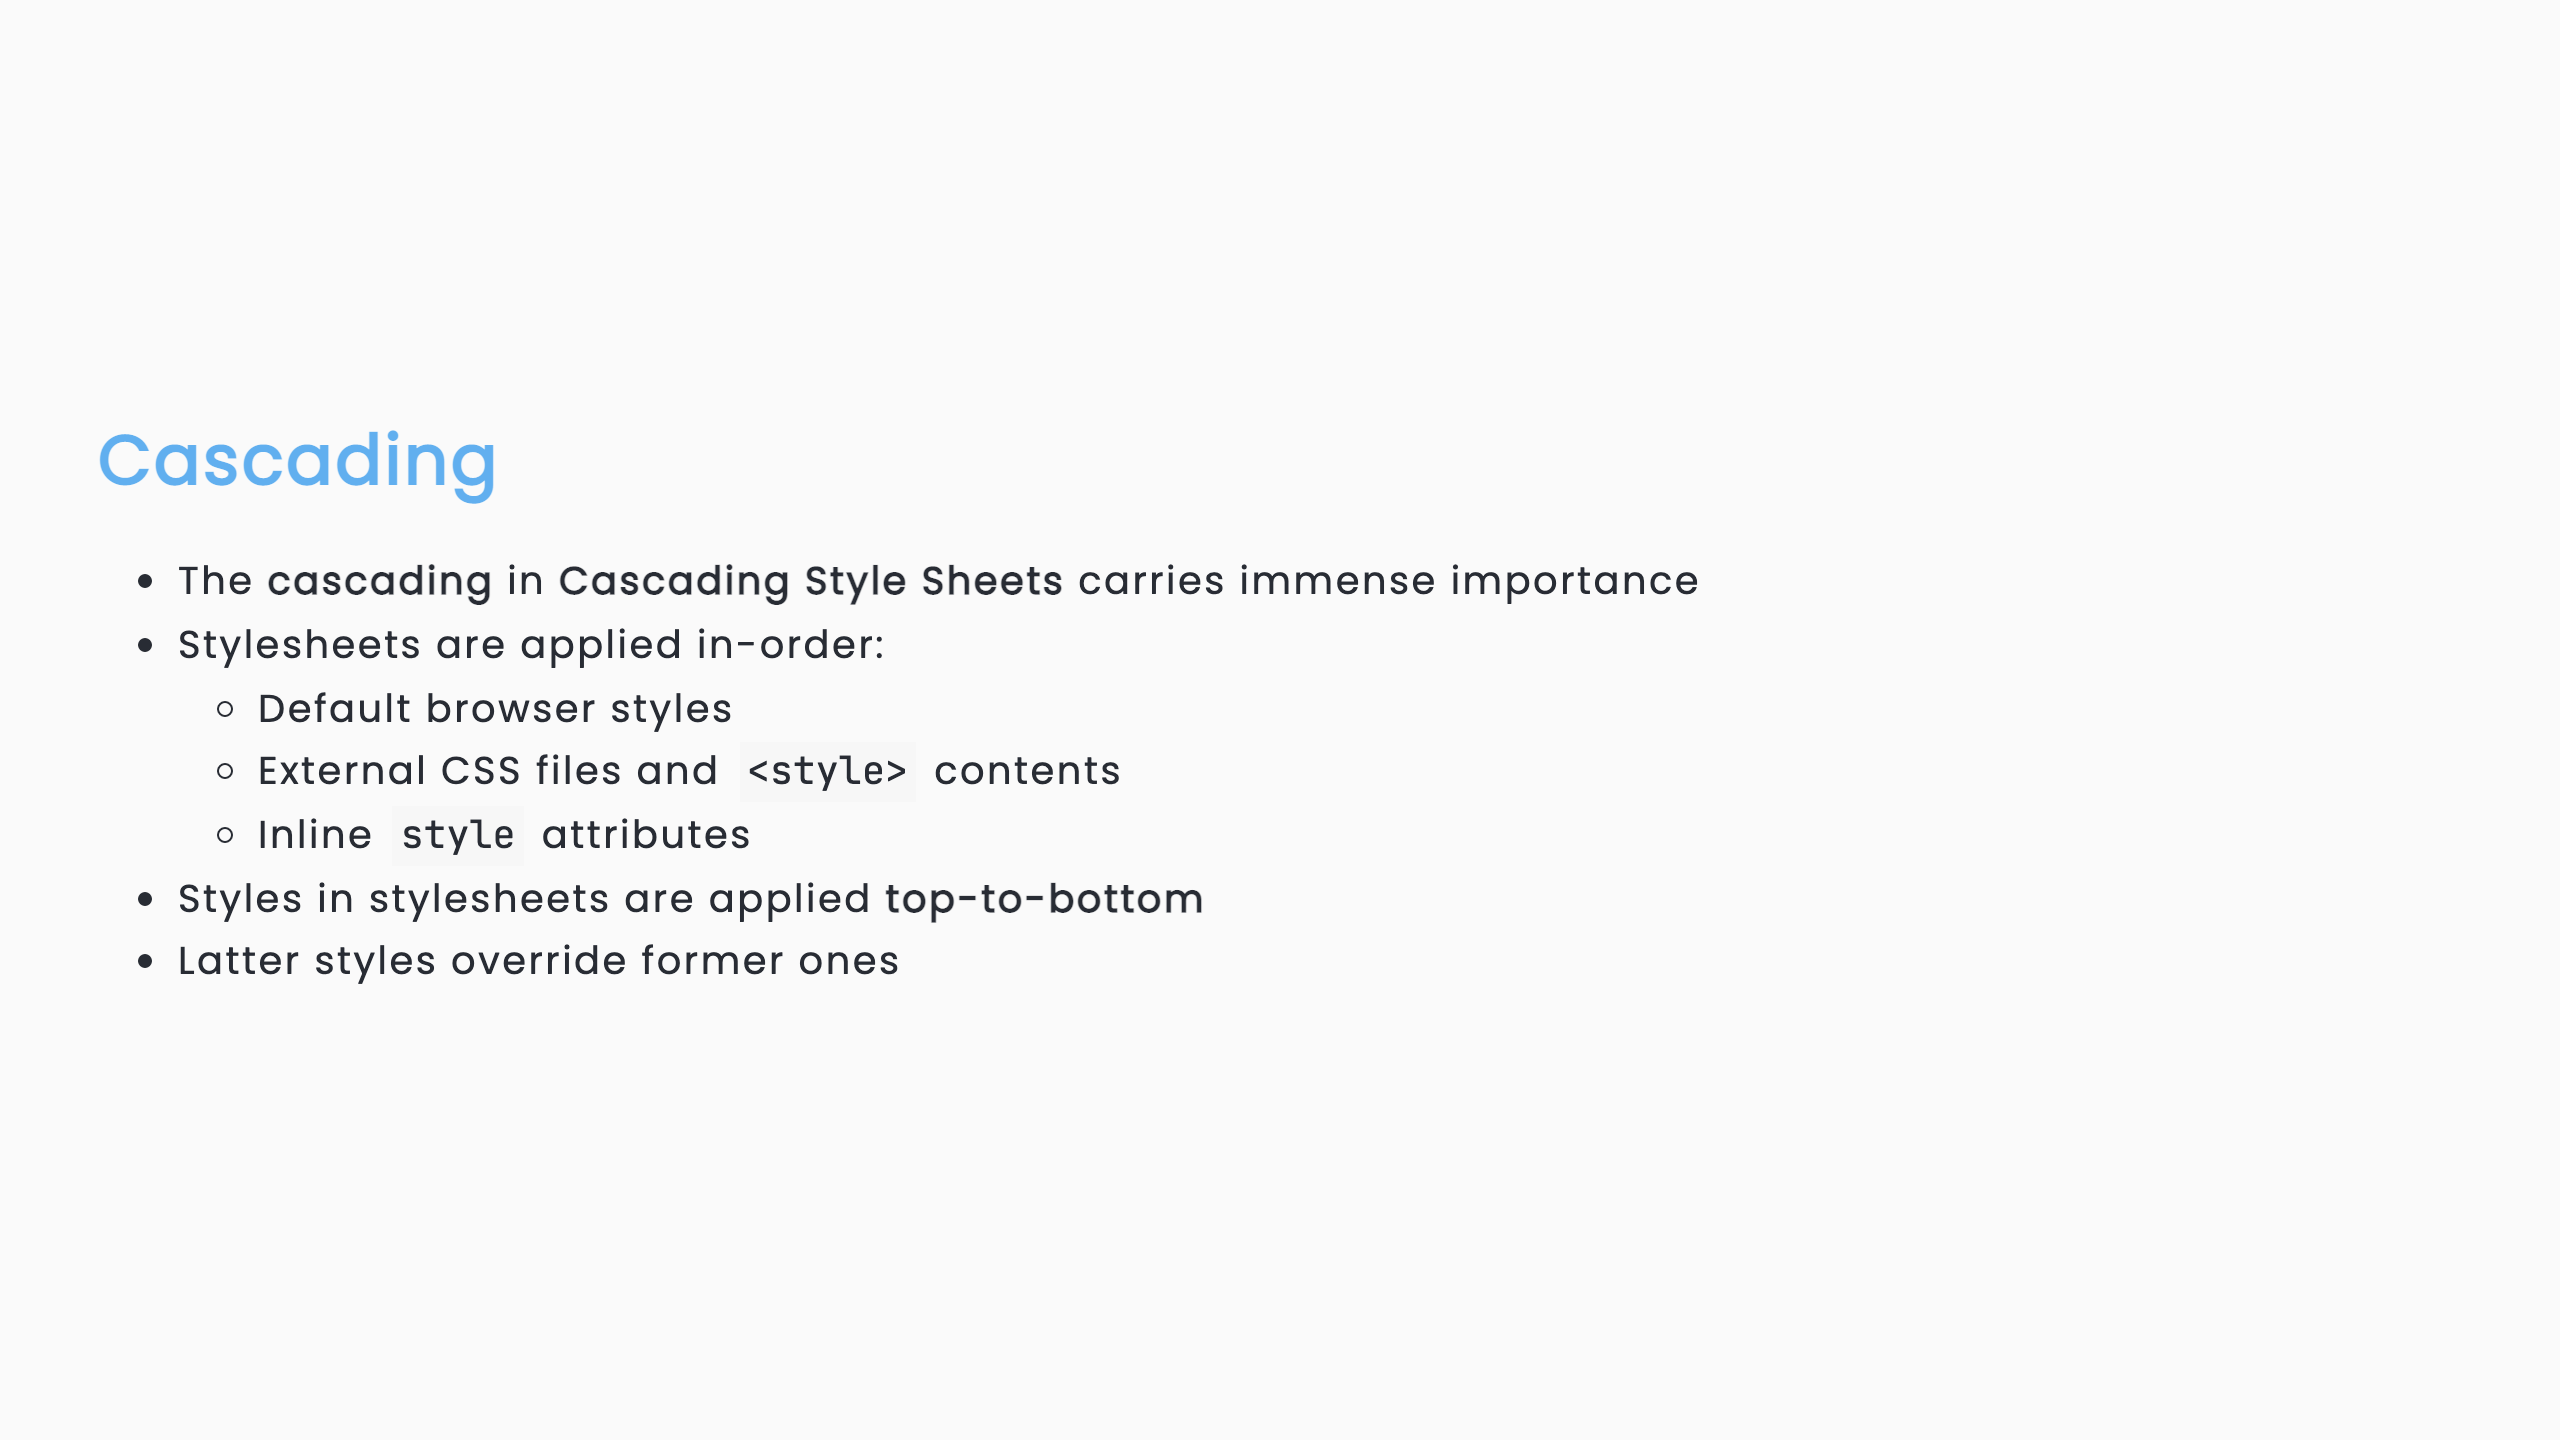 Cascading
The cascading in Cascading Style Sheets carries immense importance
Stylesheets are applied in-order:
Default browser styles
External CSS files and <style> contents
Inline style attributes
Styles in stylesheets are applied top-to-bottom
Latter styles override former ones